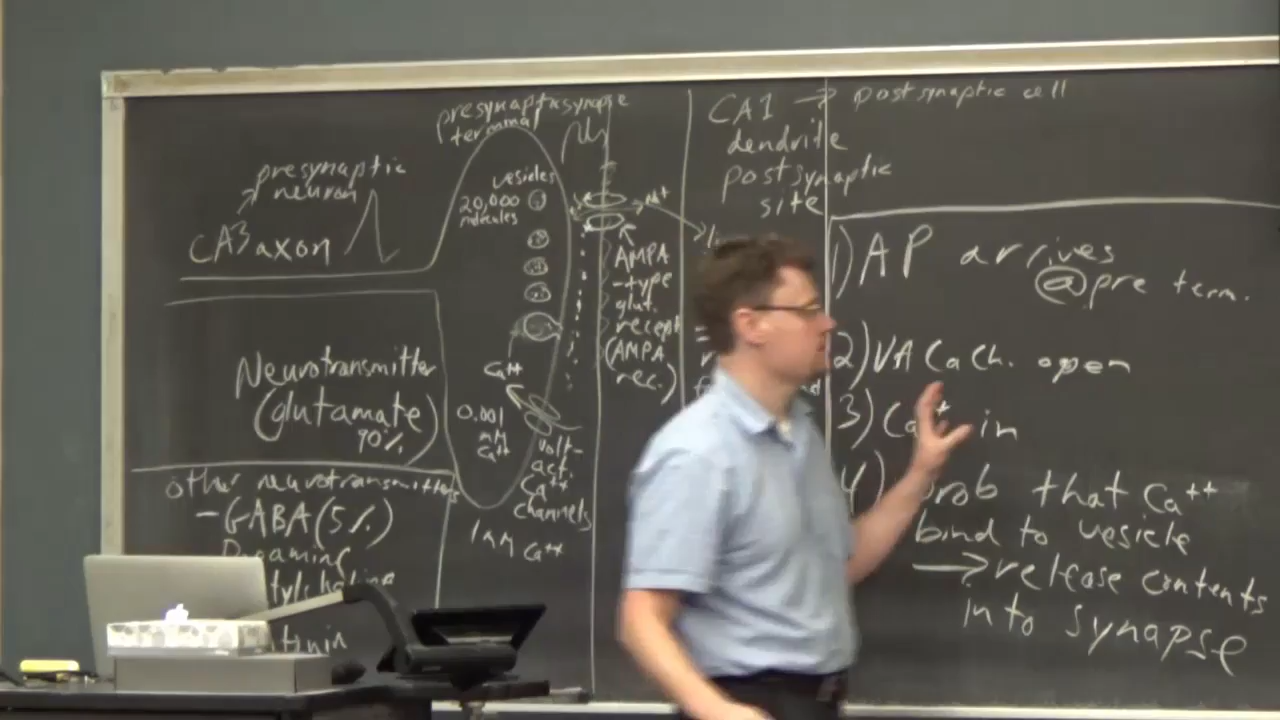 presynaptic
neuron
CA3 axon
Neurotransmitter
(glutamate)
90%
other neurotransmitters
- GABA (5%)
Dopamine
presynaptic
terminal
synapse
vesicles
20,000
molecules
Ca++
0.001
mM
Ca++
volt-
act.
Ca++
channels
1 mM Ca++
AMPA
-type
glut.
recept
(AMPA
rec.)
CA1 → postsynaptic cell
dendrite
postsynaptic
site
1) AP arrives
@ pre term.
2) VA Ca Ch. open
3) Ca++ in
4) prob that Ca++
bind to vesicle
→ release contents
into synapse